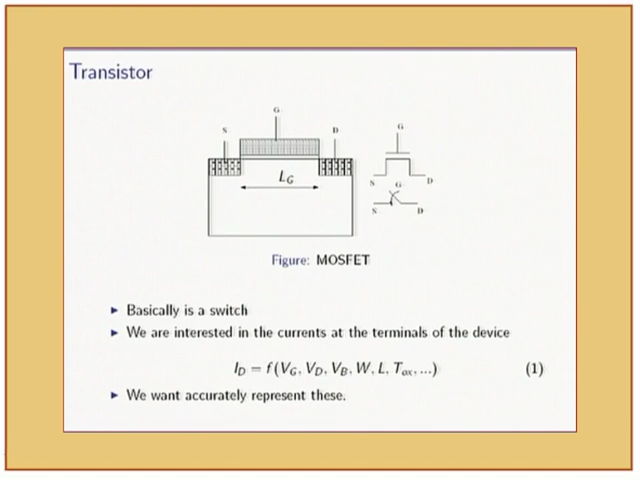 Transistor
G
S
D
L_G
G
S
D
G
S
D
Figure: MOSFET
▶ Basically is a switch
▶ We are interested in the currents at the terminals of the device
I_D = f(V_G, V_D, V_B, W, L, T_ox, ...) (1)
▶ We want accurately represent these.